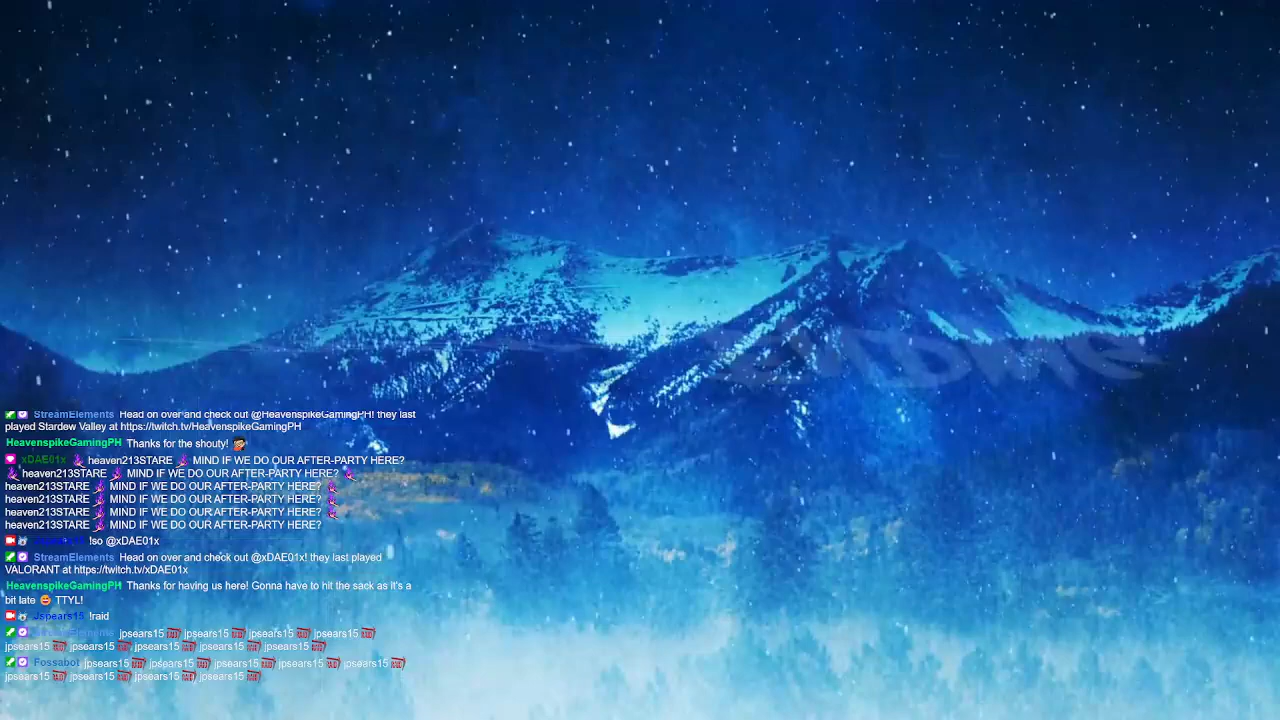 StreamElements Head on over and check out @HeavenspikeGamingPH! they last
played Stardew Valley at https://twitch.tv/HeavenspikeGamingPH
HeavenspikeGamingPH Thanks for the shouty!
xDAE01x heaven213STARE MIND IF WE DO OUR AFTER-PARTY HERE?
heaven213STARE MIND IF WE DO OUR AFTER-PARTY HERE?
heaven213STARE MIND IF WE DO OUR AFTER-PARTY HERE?
heaven213STARE MIND IF WE DO OUR AFTER-PARTY HERE?
heaven213STARE MIND IF WE DO OUR AFTER-PARTY HERE?
heaven213STARE MIND IF WE DO OUR AFTER-PARTY HERE?
Jspears15 !so @xDAE01x
StreamElements Head on over and check out @xDAE01x! they last played
VALORANT at https://twitch.tv/xDAE01x
HeavenspikeGamingPH Thanks for having us here! Gonna have to hit the sack as it's a
bit late TTYL!
Jspears15 !raid
StreamElements jpsears15 jpsears15 jpsears15 jpsears15
jpsears15 jpsears15 jpsears15 jpsears15 jpsears15
Fossabot jpsears15 jpsears15 jpsears15 jpsears15 jpsears15
jpsears15 jpsears15 jpsears15 jpsears15